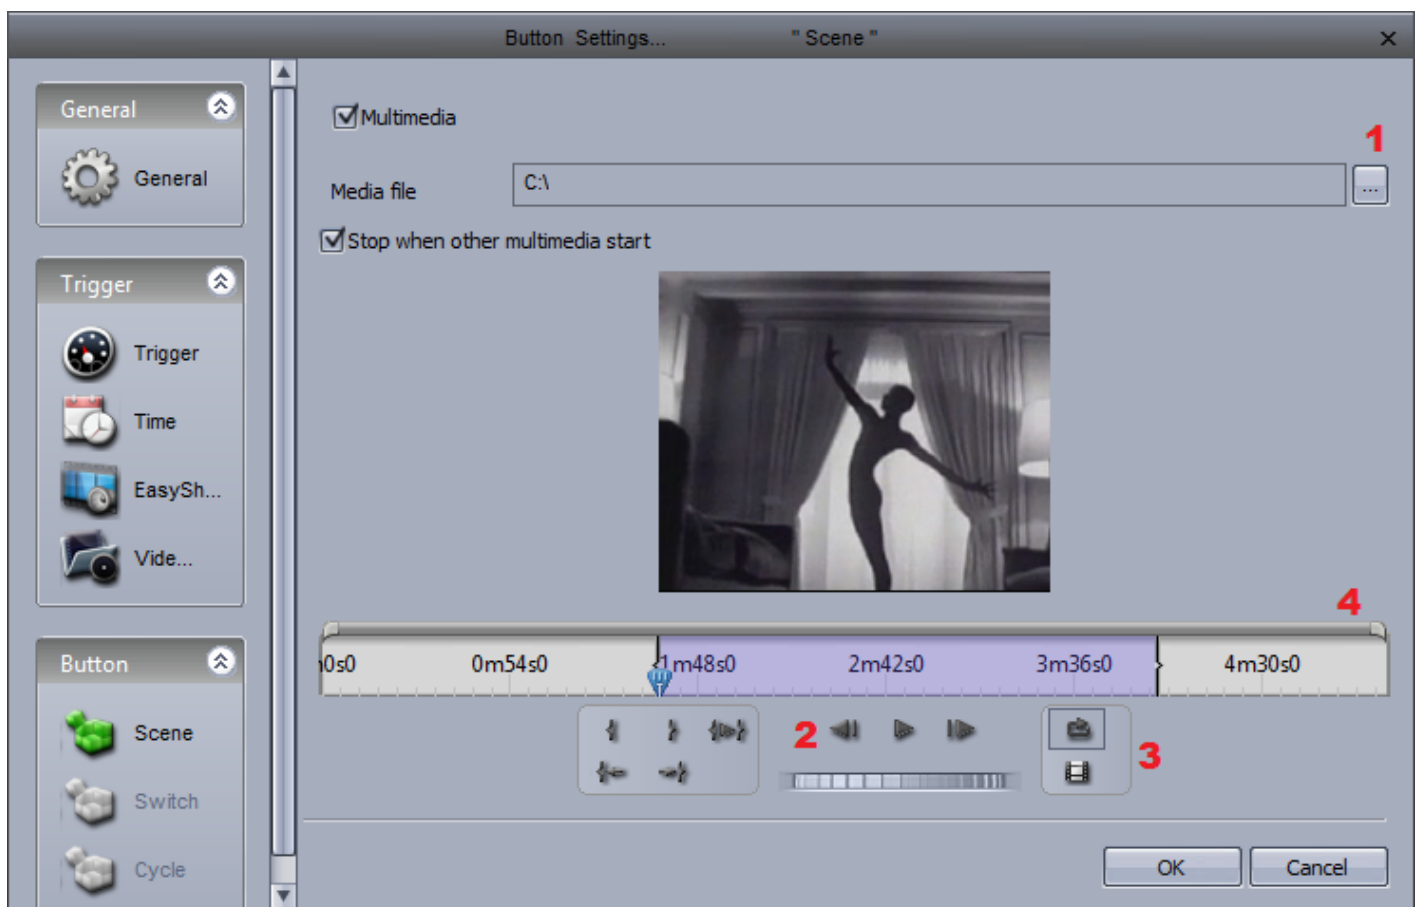 Button Settings... " Scene "
General
General
Trigger
Trigger
Time
EasySh...
Vide...
Button
Scene
Switch
Cycle
Multimedia
1
Media file C:\ ...
Stop when other multimedia start
4
0s0 0m54s0 1m48s0 2m42s0 3m36s0 4m30s0
2
3
OK Cancel